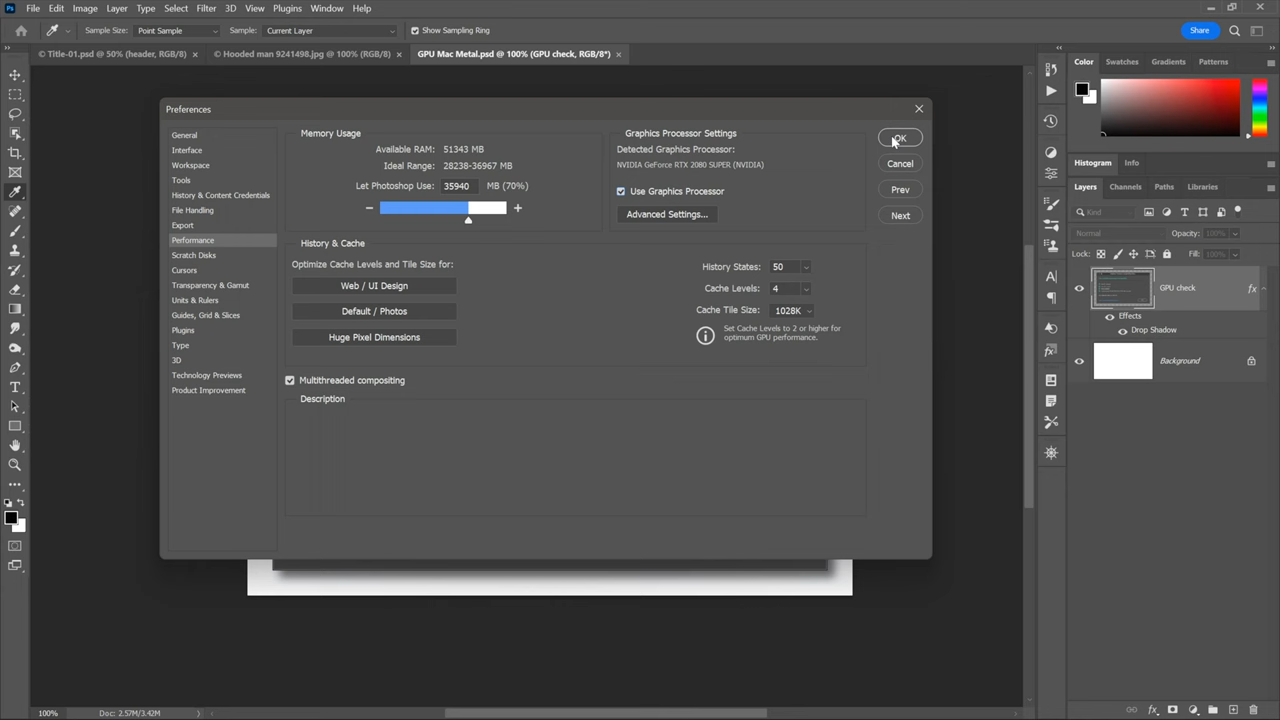 Ps File Edit Image Layer Type Select Filter 3D View Plugins Window Help
Sample Size: Point Sample Sample: Current Layer Show Sampling Ring Share
© Title-01.psd @ 50% (header, RGB/8) × © Hooded man 9241498.jpg @ 100% (RGB/8) × GPU Mac Metal.psd @ 100% (GPU check, RGB/8*) ×
Preferences
General
Interface
Workspace
Tools
History & Content Credentials
File Handling
Export
Performance
Scratch Disks
Cursors
Transparency & Gamut
Units & Rulers
Guides, Grid & Slices
Plugins
Type
3D
Technology Previews
Product Improvement
Memory Usage
Available RAM: 51343 MB
Ideal Range: 28238-36967 MB
Let Photoshop Use: 35940 MB (70%)
Graphics Processor Settings
Detected Graphics Processor:
NVIDIA GeForce RTX 2080 SUPER (NVIDIA)
Use Graphics Processor
Advanced Settings...
OK
Cancel
Prev
Next
History & Cache
Optimize Cache Levels and Tile Size for:
Web / UI Design
Default / Photos
Huge Pixel Dimensions
History States: 50
Cache Levels: 4
Cache Tile Size: 1028K
Set Cache Levels to 2 or higher for
optimum GPU performance.
Multithreaded compositing
Description
Color Swatches Gradients Patterns
Histogram Info
Layers Channels Paths Libraries
Kind
Normal Opacity: 100%
Lock: Fill: 100%
GPU check fx
Effects
Drop Shadow
Background
100% Doc: 2.57M/3.42M